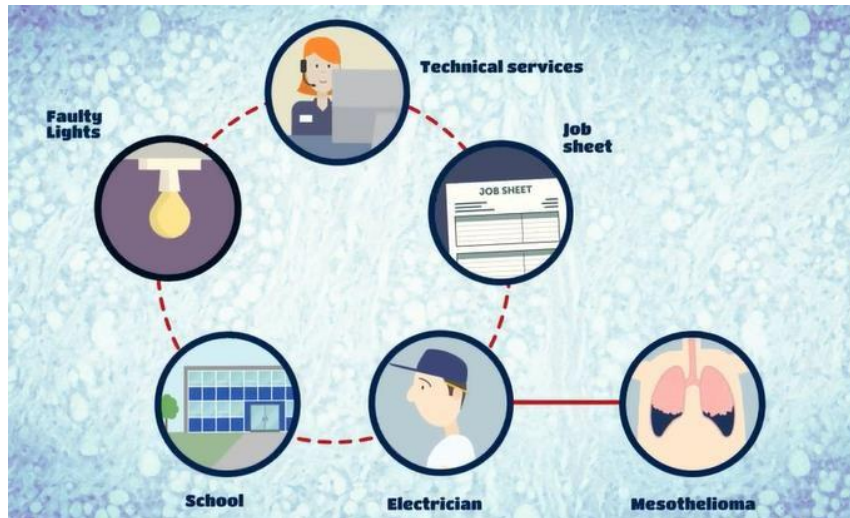 Technical services
Faulty
Lights
Job
sheet
JOB SHEET
School
Electrician
Mesothelioma